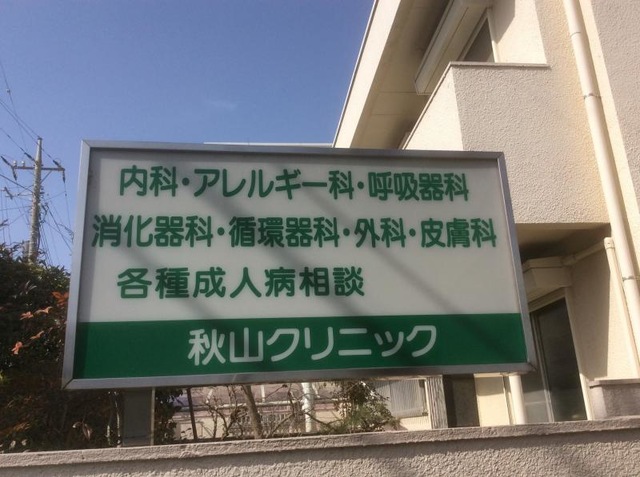 内科・アレルギー科・呼吸器科
消化器科・循環器科・外科・皮膚科
各種成人病相談
秋山クリニック